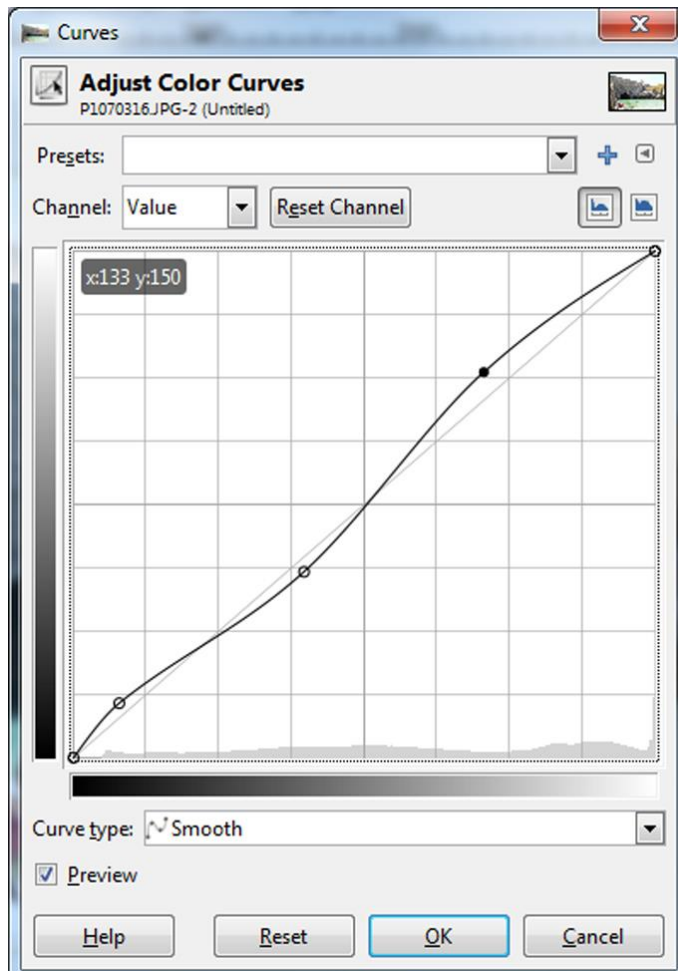 Curves
Adjust Color Curves
P1070316.JPG-2 (Untitled)
Presets:
Channel: Value Reset Channel
x:133 y:150
Curve type: Smooth
Preview
Help Reset OK Cancel